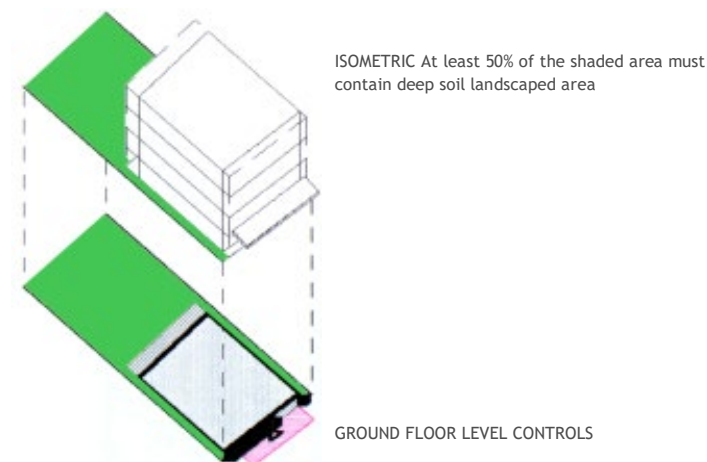 ISOMETRIC At least 50% of the shaded area must
contain deep soil landscaped area
GROUND FLOOR LEVEL CONTROLS